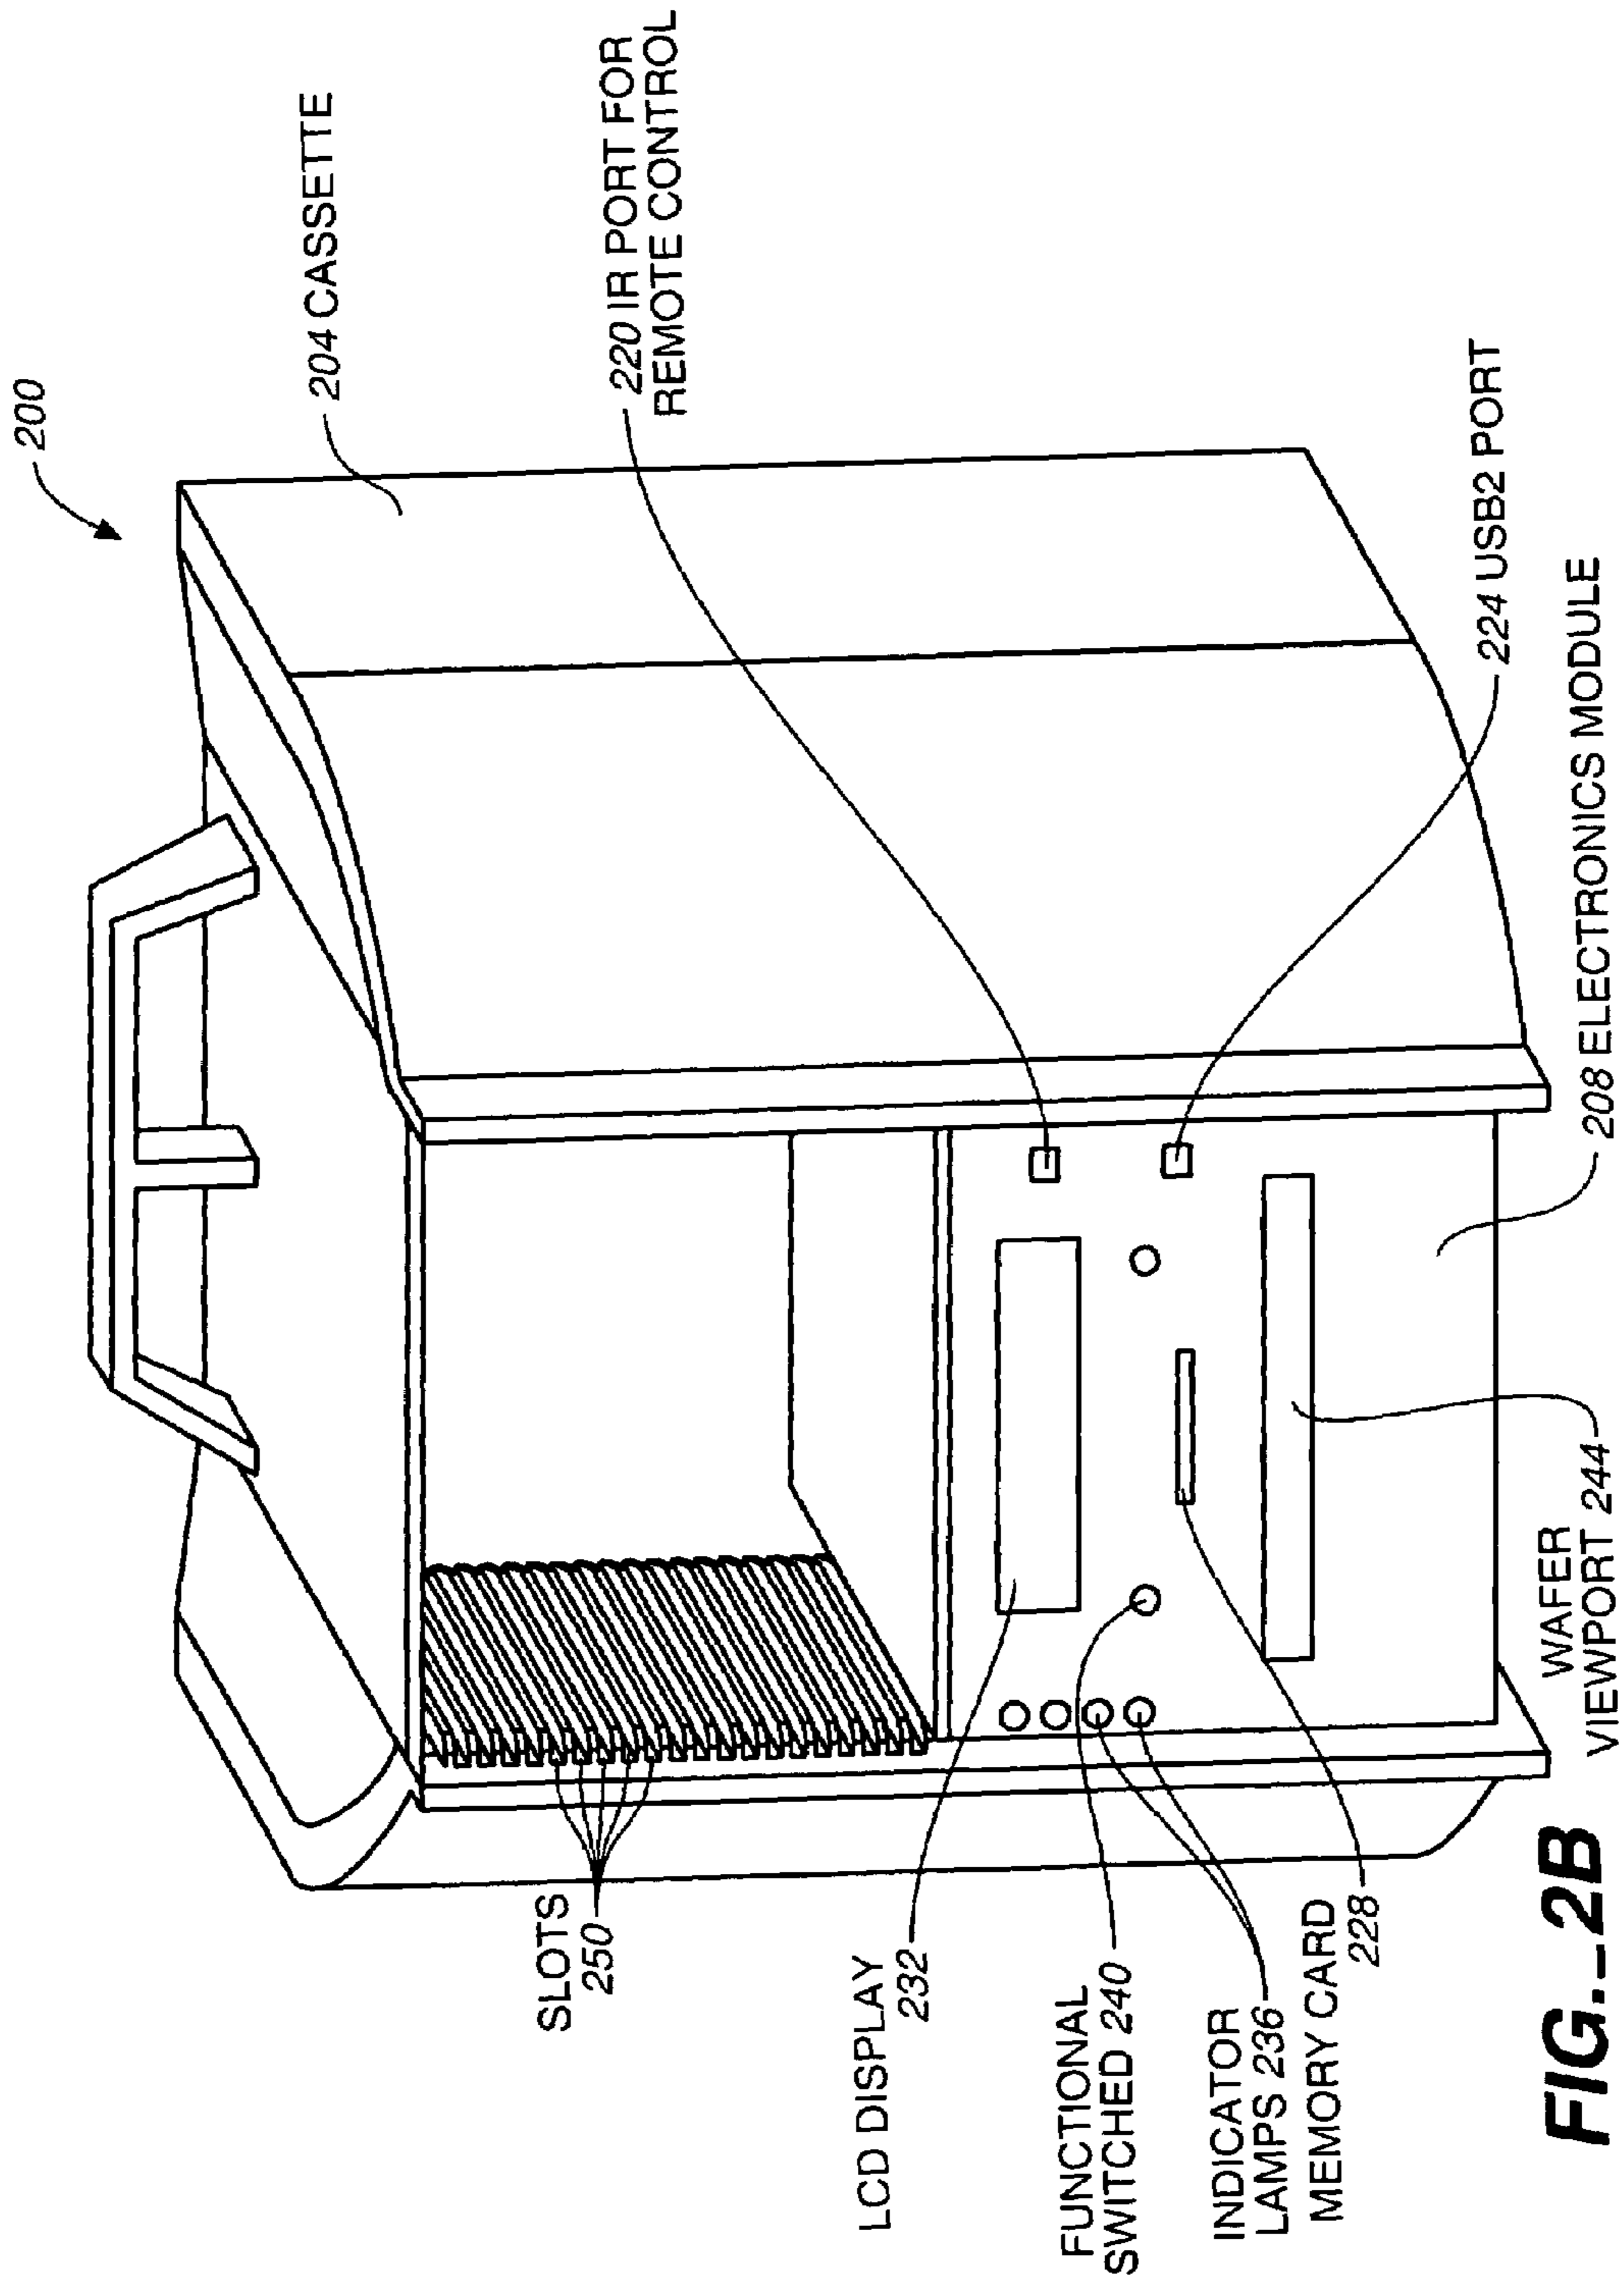 200
204 CASSETTE
220 IR PORT FOR
REMOTE CONTROL
224 USB2 PORT
208 ELECTRONICS MODULE
SLOTS
250
LCD DISPLAY
232
FUNCTIONAL
SWITCHED 240
INDICATOR
LAMPS 236
MEMORY CARD
228
WAFER
VIEWPORT 244
FIG._2B